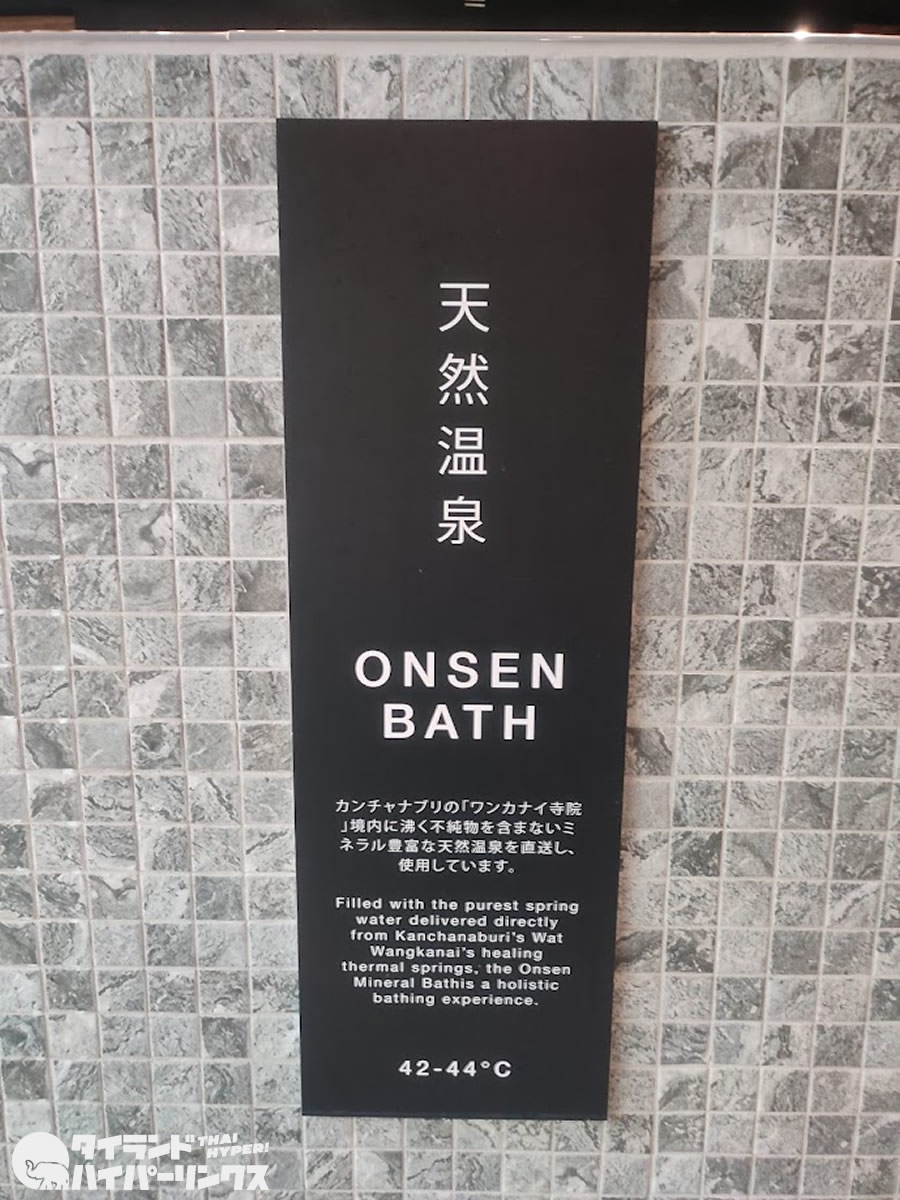 天然温泉
ONSEN
BATH
カンチャナブリの「ワンカナイ寺院
」境内に沸く不純物を含まないミ
ネラル豊富な天然温泉を直送し、
使用しています。
Filled with the purest spring
water delivered directly
from Kanchanaburi's Wat
Wangkanai's healing
thermal springs, the Onsen
Mineral Bathis a holistic
bathing experience.
42-44°C
タイランド THAI
HYPER!
ハイパーリンクス